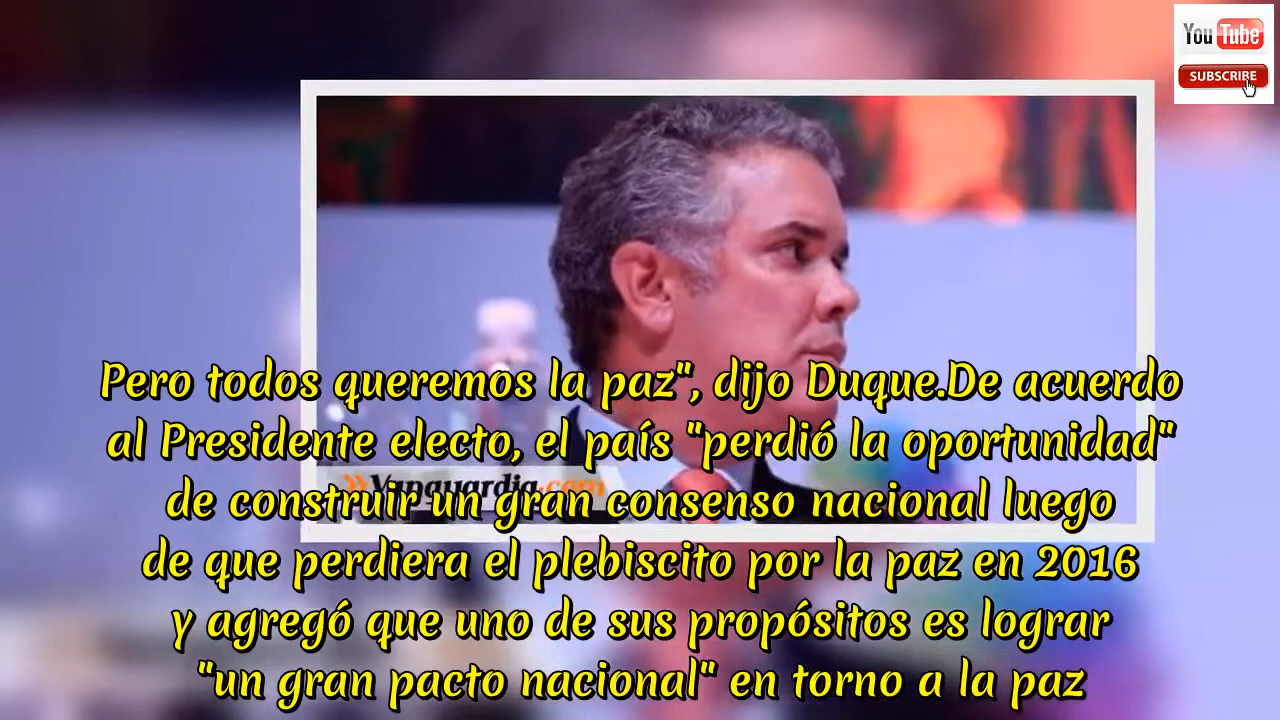 You Tube
SUBSCRIBE
Pero todos queremos la paz", dijo Duque.De acuerdo
al Presidente electo, el país "perdió la oportunidad"
»Vanguardia.com
de construir un gran consenso nacional luego
de que perdiera el plebiscito por la paz en 2016
y agregó que uno de sus propósitos es lograr
"un gran pacto nacional" en torno a la paz